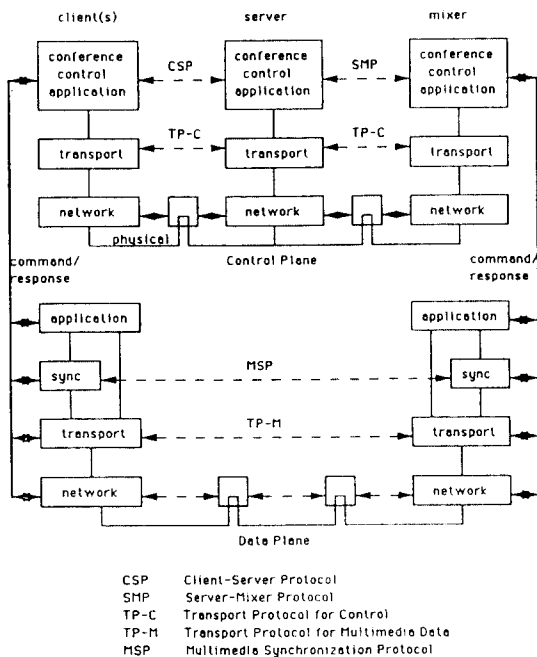 client(s) server mixer
conference control application
CSP
conference control application
SMP
conference control application
TP-C TP-C
transport transport transport
network network network
physical
Control Plane
command/
response
command/
response
application application
sync MSP sync
transport TP-M transport
network network
Data Plane
CSP Client-Server Protocol
SMP Server-Mixer Protocol
TP-C Transport Protocol for Control
TP-M Transport Protocol for Multimedia Data
MSP Multimedia Synchronization Protocol